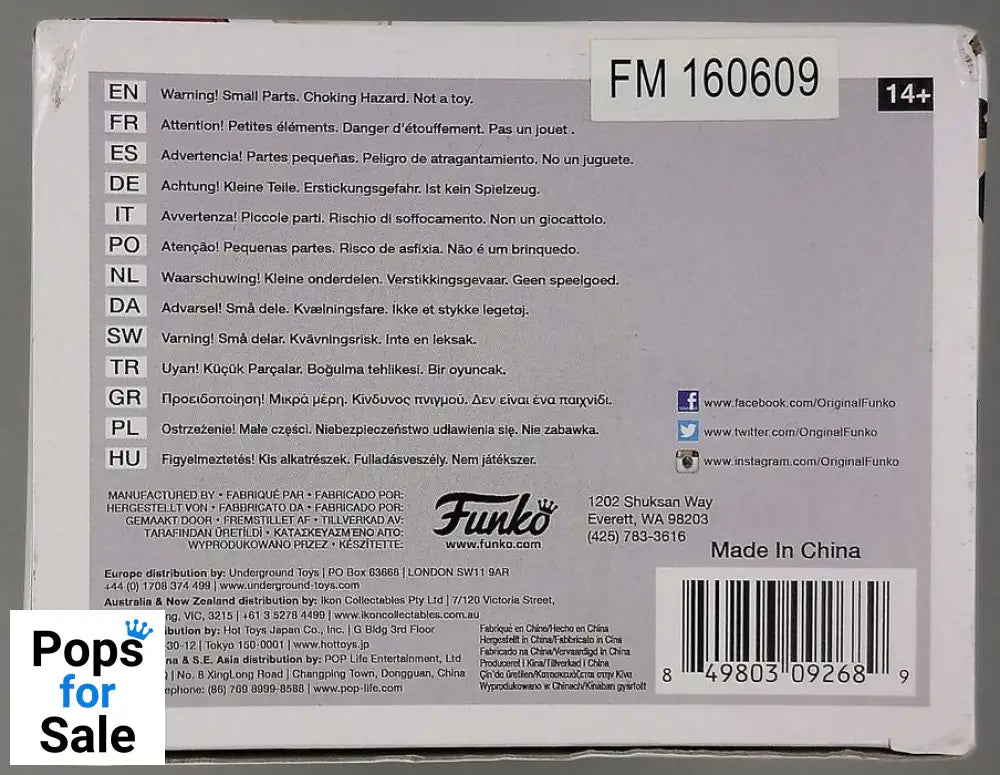 FM 160609
14+
EN Warning! Small Parts. Choking Hazard. Not a toy.
FR Attention! Petites éléments. Danger d'étouffement. Pas un jouet .
ES Advertencia! Partes pequeñas. Peligro de atragantamiento. No un juguete.
DE Achtung! Kleine Teile. Erstickungsgefahr. Ist kein Spielzeug.
IT Avvertenza! Piccole parti. Rischio di soffocamento. Non un giocattolo.
PO Atenção! Pequenas partes. Risco de asfixia. Não é um brinquedo.
NL Waarschuwing! Kleine onderdelen. Verstikkingsgevaar. Geen speelgoed.
DA Advarsel! Små dele. Kvælningsfare. Ikke et stykke legetøj.
SW Varning! Små delar. Kvävningsrisk. Inte en leksak.
TR Uyarı! Küçük Parçalar. Boğulma tehlikesi. Bir oyuncak.
GR Προειδοποίηση! Μικρά μέρη. Κίνδυνος πνιγμού. Δεν είναι ένα παιχνίδι.
PL Ostrzeżenie! Małe części. Niebezpieczeństwo udławienia się. Nie zabawka.
HU Figyelmeztetés! Kis alkatrészek. Fulladásveszély. Nem játékszer.
www.facebook.com/OriginalFunko
www.twitter.com/OriginalFunko
www.instagram.com/OriginalFunko
MANUFACTURED BY • FABRIQUÉ PAR • FABRICADO POR:
HERGESTELLT VON • FABBRICATO DA • FABRICADO POR:
GEMAAKT DOOR • FREMSTILLET AF • TILLVERKAD AV:
TARAFINDAN ÜRETİLDİ • ΚΑΤΑΣΚΕΥΑΣΜΕΝΟ ΑΠΟ:
WYPRODUKOWANO PRZEZ • KÉSZÍTETTE:
Funko
www.funko.com
1202 Shuksan Way
Everett, WA 98203
(425) 783-3616
Made In China
Europe distribution by: Underground Toys | PO Box 63668 | LONDON SW11 9AR
+44 (0) 1708 374 499 | www.underground-toys.com
Australia & New Zealand distribution by: Ikon Collectables Pty Ltd | 7/120 Victoria Street,
ng, VIC, 3215 | +61 3 5278 4499 | www.ikoncollectables.com.au
ibution by: Hot Toys Japan Co., Inc. | G Bldg 3rd Floor
-30-12 | Tokyo 150-0001 | www.hottoys.jp
na & S.E. Asia distribution by: POP Life Entertainment, Ltd
| No. 8 XingLong Road | Changping Town, Dongguan, China
ephone: (86) 769 8999-8588 | www.pop-life.com
Fabriqué en Chine/Hecho en China
Hergestellt in China/Fabbricato in Cina
Fabricado na China/Vervaardigd In China
Produceret i Kina/Tillverkad i China
Çin'de üretilen/Κατασκευάζεται στην Κίνα
Wyprodukowano w Chinach/Kínában gyártott
8 49803 09268 9
Pops
for
Sale